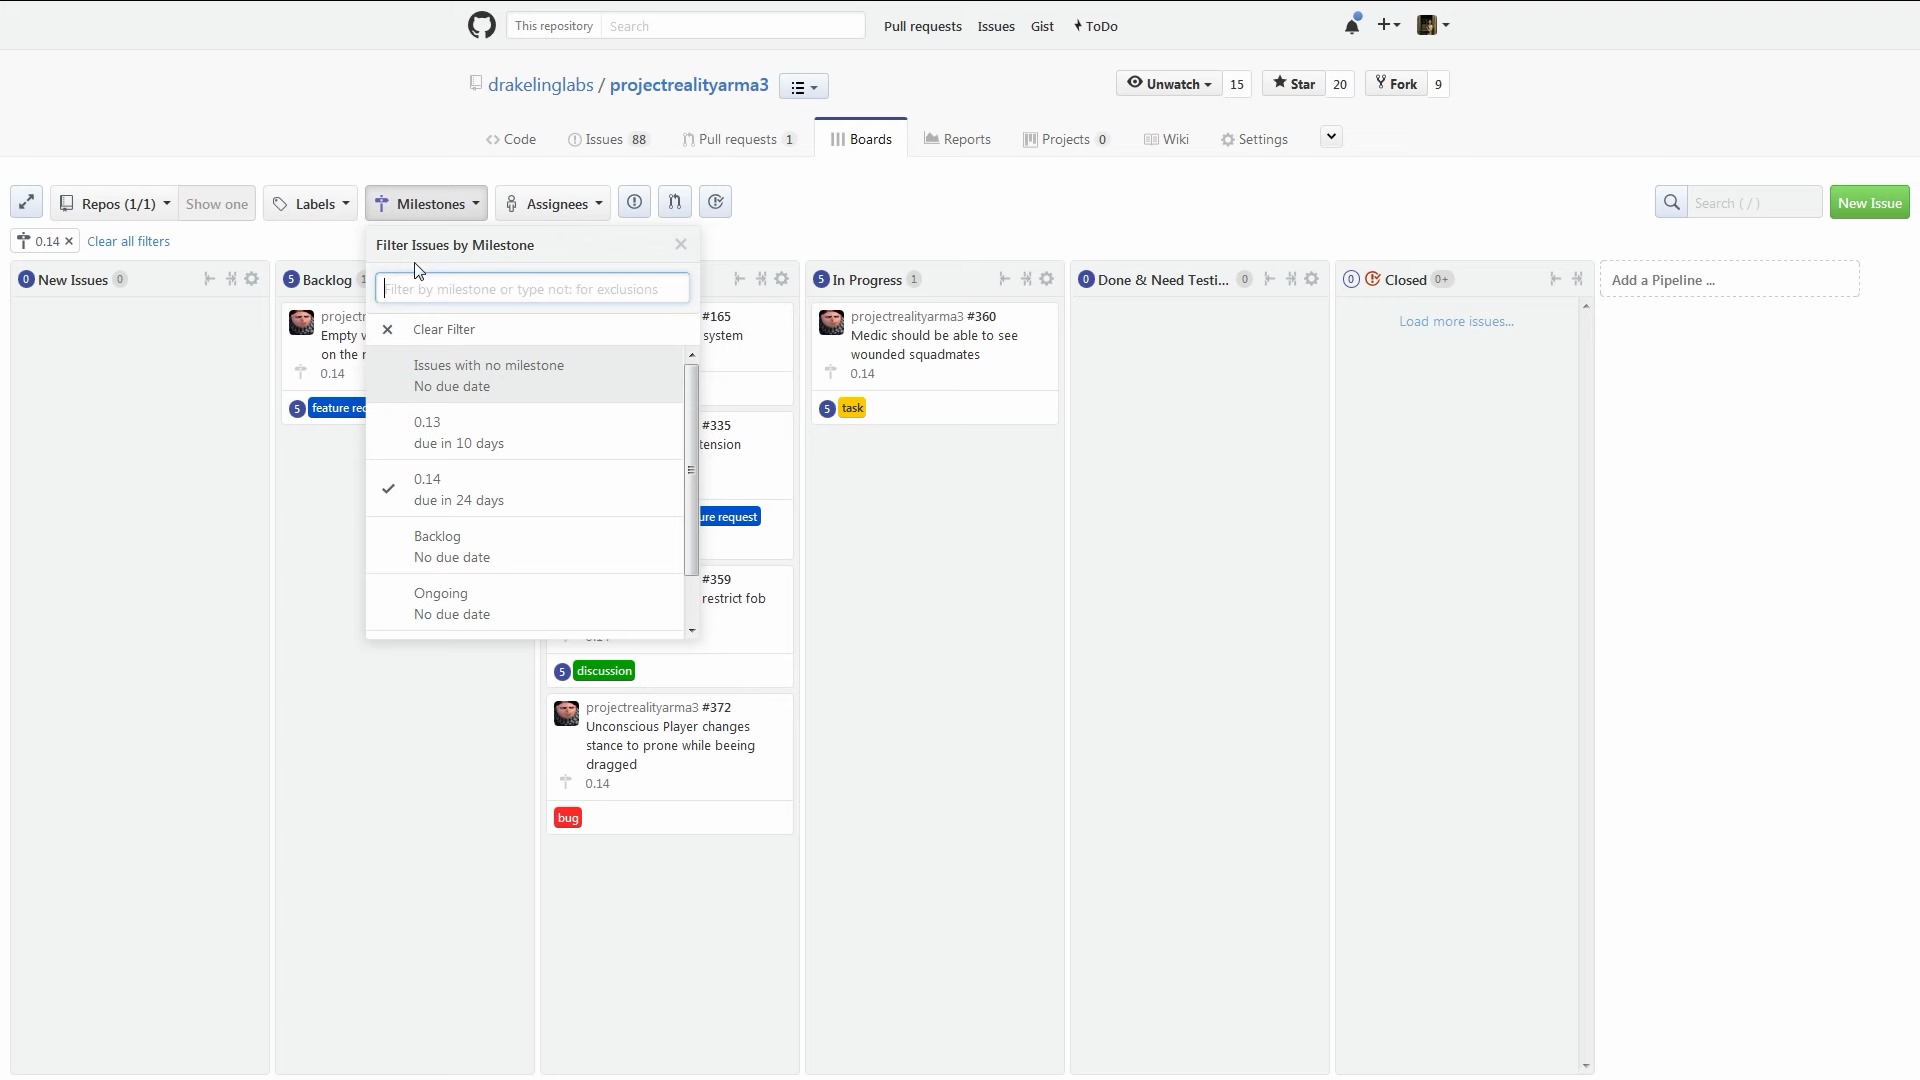 This repository Search Pull requests Issues Gist ToDo
drakelinglabs / projectrealityarma3
Unwatch 15 Star 20 Fork 9
Code Issues 88 Pull requests 1 Boards Reports Projects 0 Wiki Settings
Repos (1/1) Show one Labels Milestones Assignees Search ( / ) New Issue
0.14 Clear all filters
Filter Issues by Milestone
Filter by milestone or type not: for exclusions
Clear Filter
Issues with no milestone
No due date
0.13
due in 10 days
0.14
due in 24 days
Backlog
No due date
Ongoing
No due date
0 New Issues 0
5 Backlog 1
project
Empty
on the
0.14
5 feature req
#165
system
#335
tension
ure request
#359
restrict fob
0.14
5 discussion
projectrealityarma3 #372
Unconscious Player changes
stance to prone while beeing
dragged
0.14
bug
5 In Progress 1
projectrealityarma3 #360
Medic should be able to see
wounded squadmates
0.14
5 task
0 Done & Need Testi... 0
0 Closed 0+
Load more issues...
Add a Pipeline ...